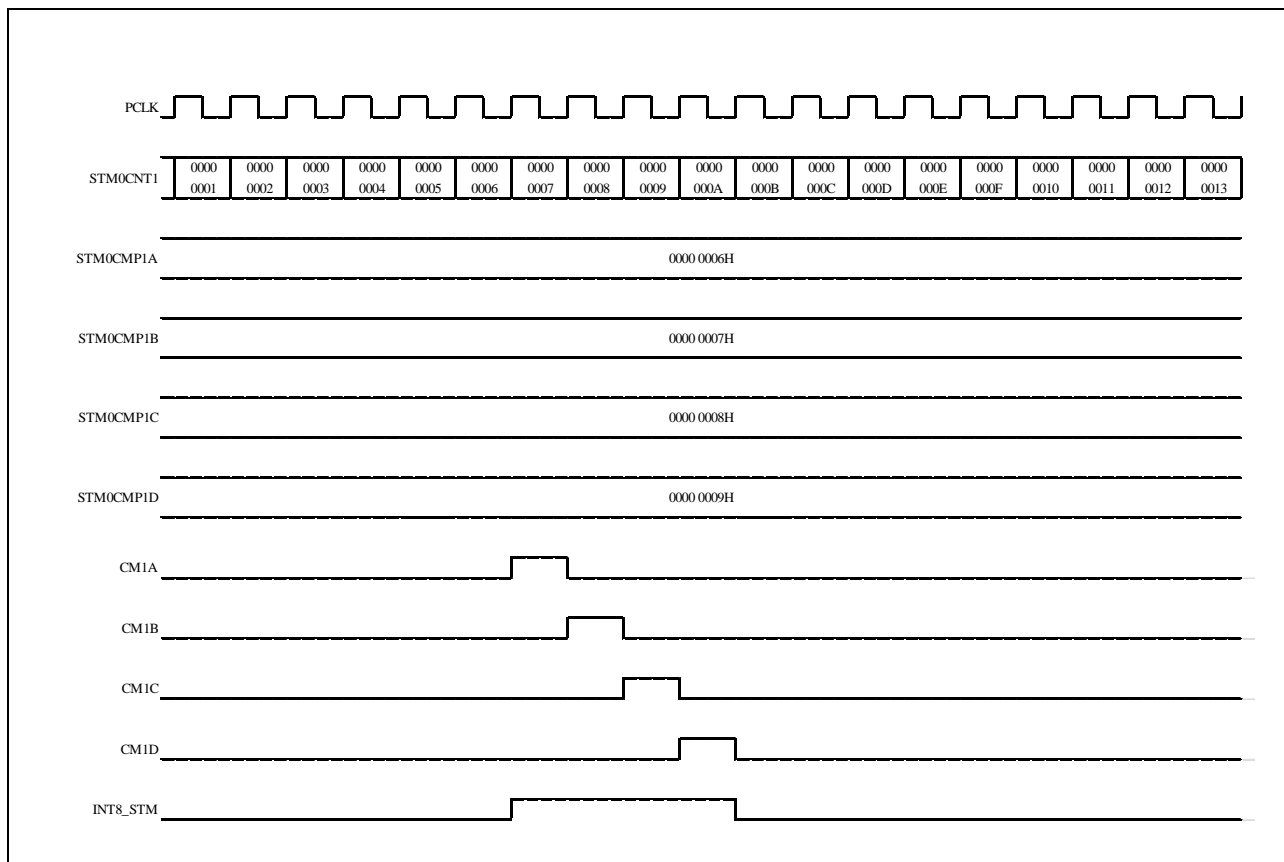 PCLK
STM0CNT1
0000 0000 0000 0000 0000 0000 0000 0000 0000 0000 0000 0000 0000 0000 0000 0000 0000 0000 0000
0001 0002 0003 0004 0005 0006 0007 0008 0009 000A 000B 000C 000D 000E 000F 0010 0011 0012 0013
STM0CMP1A 0000 0006H
STM0CMP1B 0000 0007H
STM0CMP1C 0000 0008H
STM0CMP1D 0000 0009H
CM1A
CM1B
CM1C
CM1D
INT8_STM